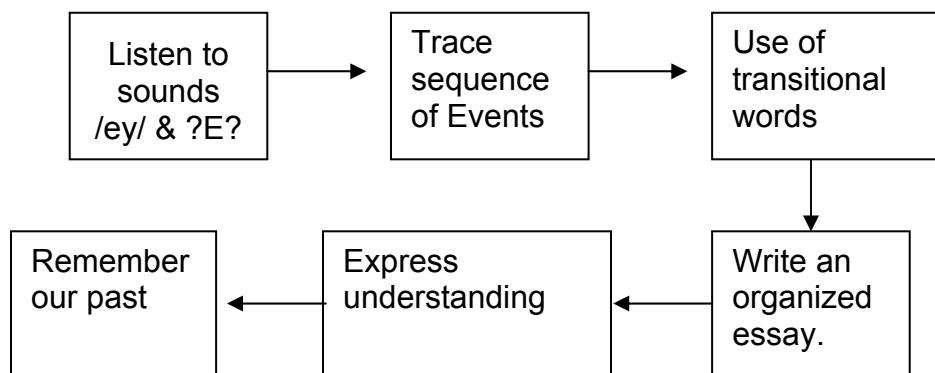 Listen to
sounds
/ey/ & ?E?
Trace
sequence
of Events
Use of
transitional
words
Write an
organized
essay.
Express
understanding
Remember
our past